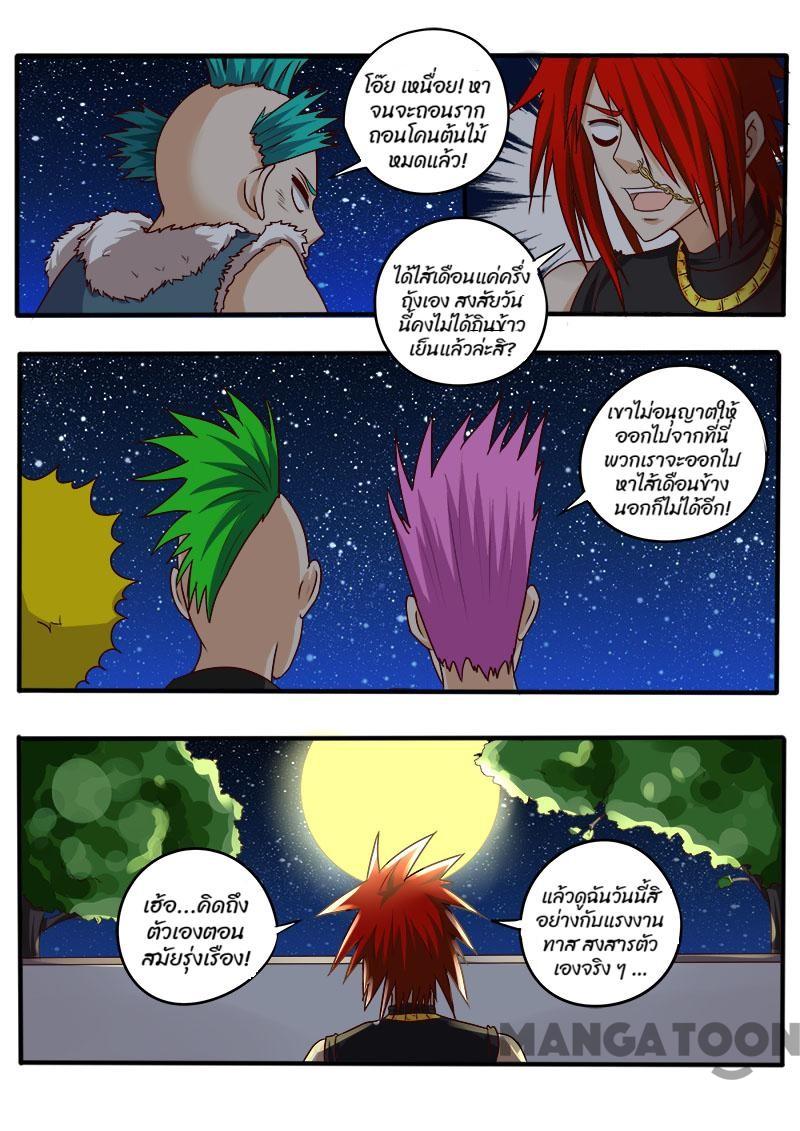 โอ๊ย เหนื่อย! หา
จนจะถอนราก
ถอนโคนต้นไม้
หมดแล้ว!
ได้ไส้เดือนแค่ครึ่ง
ถังเอง สงสัยวัน
นี้คงไม่ได้กินข้าว
เย็นแล้วล่ะสิ?
เขาไม่อนุญาตให้
ออกไปจากที่นี่
พวกเราจะออกไป
หาไส้เดือนข้าง
นอกก็ไม่ได้อีก!
เฮ้อ...คิดถึง
ตัวเองตอน
สมัยรุ่งเรือง!
แล้วดูฉันวันนี้สิ
อย่างกับแรงงาน
ทาส สงสารตัว
เองจริง ๆ ...
MANGATOON